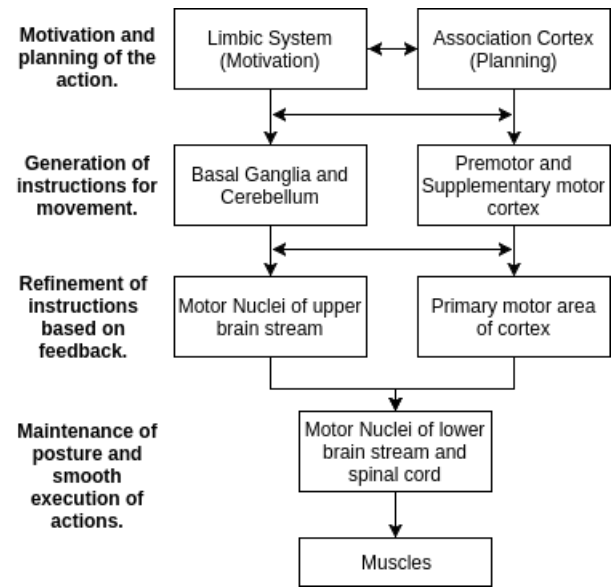 Motivation and
planning of the
action.
Limbic System
(Motivation)
Association Cortex
(Planning)
Generation of
instructions for
movement.
Basal Ganglia and
Cerebellum
Premotor and
Supplementary motor
cortex
Refinement of
instructions
based on
feedback.
Motor Nuclei of upper
brain stream
Primary motor area
of cortex
Maintenance of
posture and
smooth
execution of
actions.
Motor Nuclei of lower
brain stream and
spinal cord
Muscles